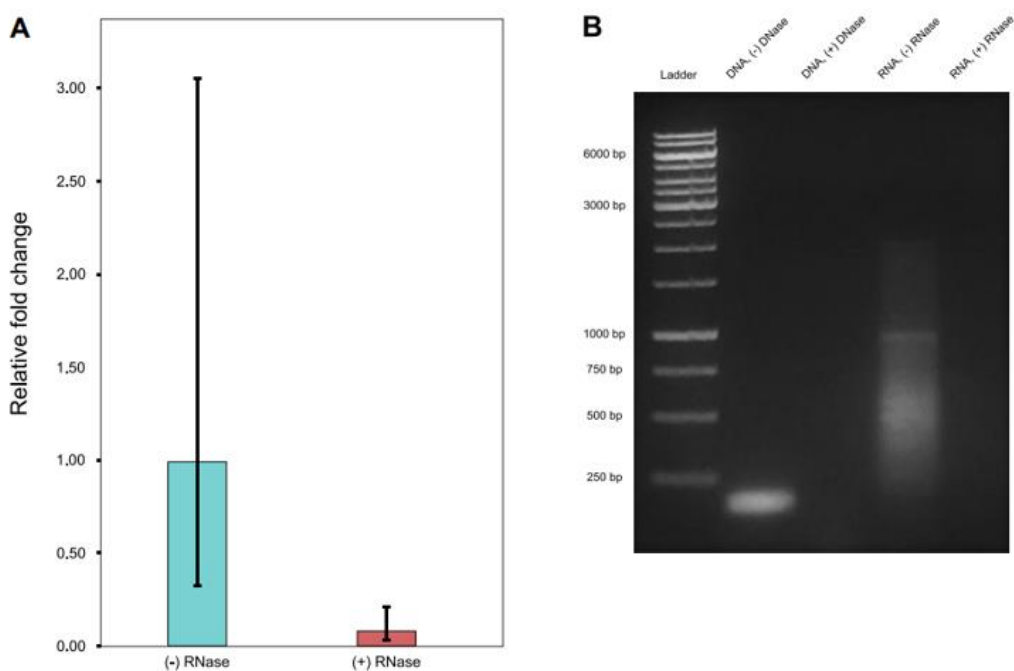 A
Relative fold change
3.00
2.50
2.00
1.50
1.00
0.50
0.00
(-) RNase
(+) RNase
B
Ladder
DNA, (-) DNase
DNA, (+) DNase
RNA, (-) RNase
RNA, (+) RNase
6000 bp
3000 bp
1000 bp
750 bp
500 bp
250 bp